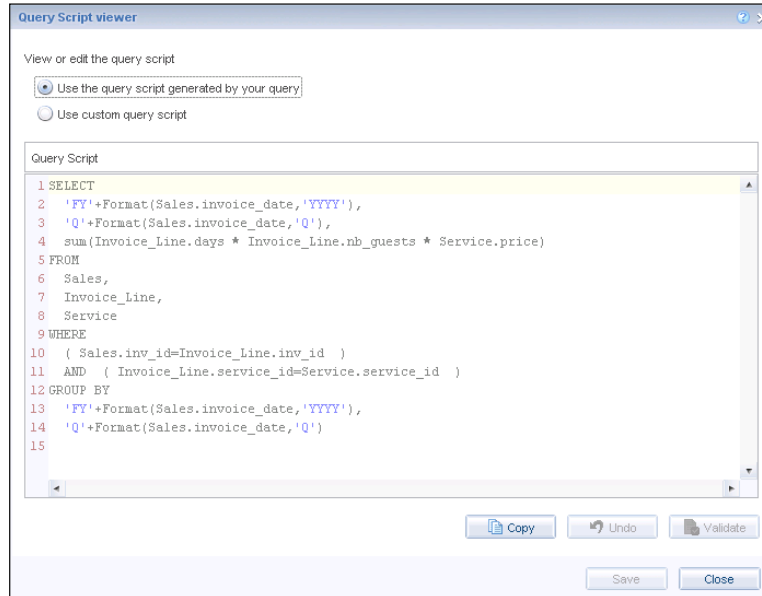 Query Script viewer
View or edit the query script
Use the query script generated by your query
Use custom query script
Query Script
1 SELECT
2 'FY'+Format(Sales.invoice_date,'YYYY'),
3 'Q'+Format(Sales.invoice_date,'Q'),
4 sum(Invoice_Line.days * Invoice_Line.nb_guests * Service.price)
5 FROM
6 Sales,
7 Invoice_Line,
8 Service
9 WHERE
10 ( Sales.inv_id=Invoice_Line.inv_id )
11 AND ( Invoice_Line.service_id=Service.service_id )
12 GROUP BY
13 'FY'+Format(Sales.invoice_date,'YYYY'),
14 'Q'+Format(Sales.invoice_date,'Q')
15
Copy Undo Validate
Save Close